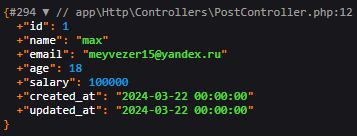 {#294 ▼ // app\Http\Controllers\PostController.php:12
+"id": 1
+"name": "max"
+"email": "meyvezer15@yandex.ru"
+"age": 18
+"salary": 100000
+"created_at": "2024-03-22 00:00:00"
+"updated_at": "2024-03-22 00:00:00"
}